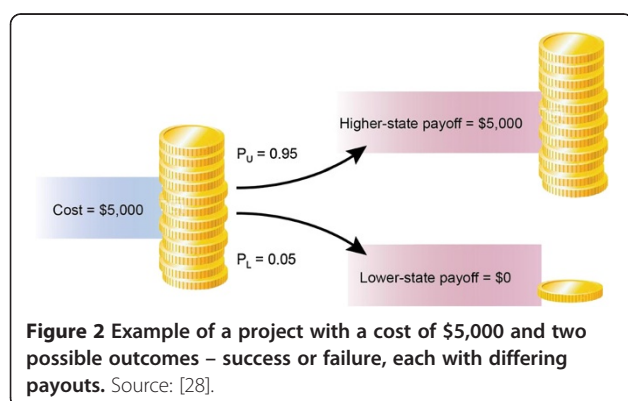 Higher-state payoff = $5,000
P_U = 0.95
Cost = $5,000
P_L = 0.05
Lower-state payoff = $0
Figure 2 Example of a project with a cost of $5,000 and two
possible outcomes – success or failure, each with differing
payouts. Source: [28].